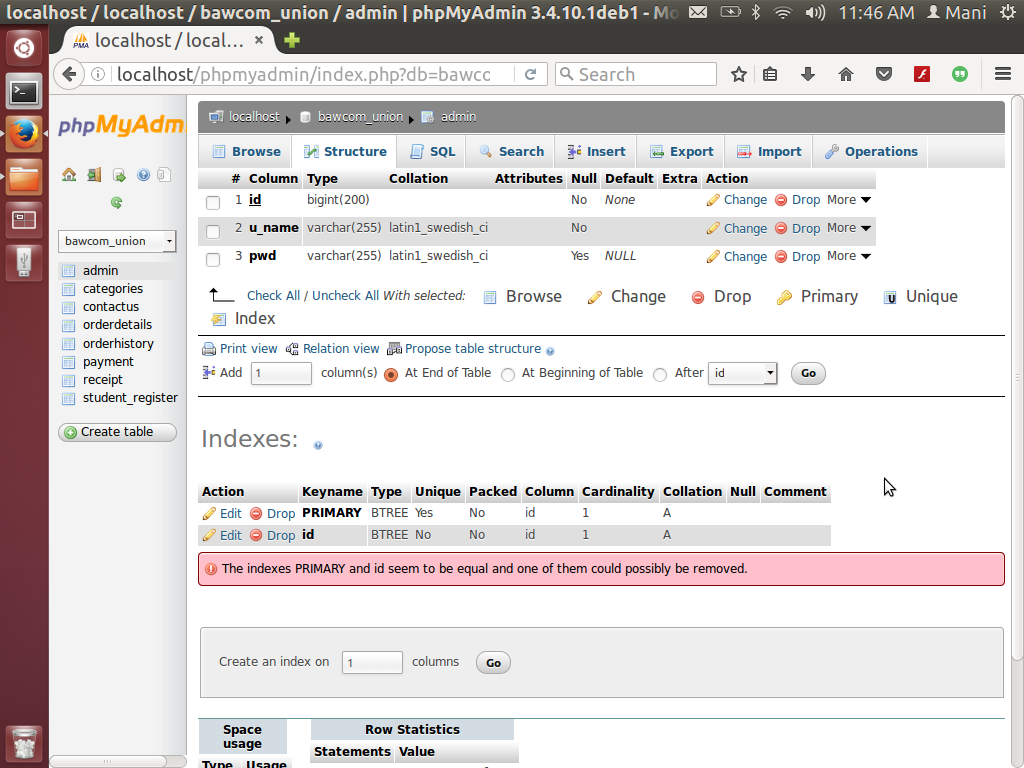 localhost / localhost / bawcom_union / admin | phpMyAdmin 3.4.10.1deb1 - Mo 11:46 AM Mani
PMA localhost / local... ×
localhost/phpmyadmin/index.php?db=bawco Search
phpMyAdm
localhost ▸ bawcom_union ▸ admin
Browse Structure SQL Search Insert Export Import Operations
# Column Type Collation Attributes Null Default Extra Action
1 id bigint(200) No None Change Drop More
2 u_name varchar(255) latin1_swedish_ci No Change Drop More
3 pwd varchar(255) latin1_swedish_ci Yes NULL Change Drop More
Check All / Uncheck All With selected: Browse Change Drop Primary Unique
Index
Print view Relation view Propose table structure
Add 1 column(s) At End of Table At Beginning of Table After id Go
bawcom_union
admin
categories
contactus
orderdetails
orderhistory
payment
receipt
student_register
Create table
Indexes:
Action Keyname Type Unique Packed Column Cardinality Collation Null Comment
Edit Drop PRIMARY BTREE Yes No id 1 A
Edit Drop id BTREE No No id 1 A
The indexes PRIMARY and id seem to be equal and one of them could possibly be removed.
Create an index on 1 columns Go
Space
usage
Type Usage
Row Statistics
Statements Value